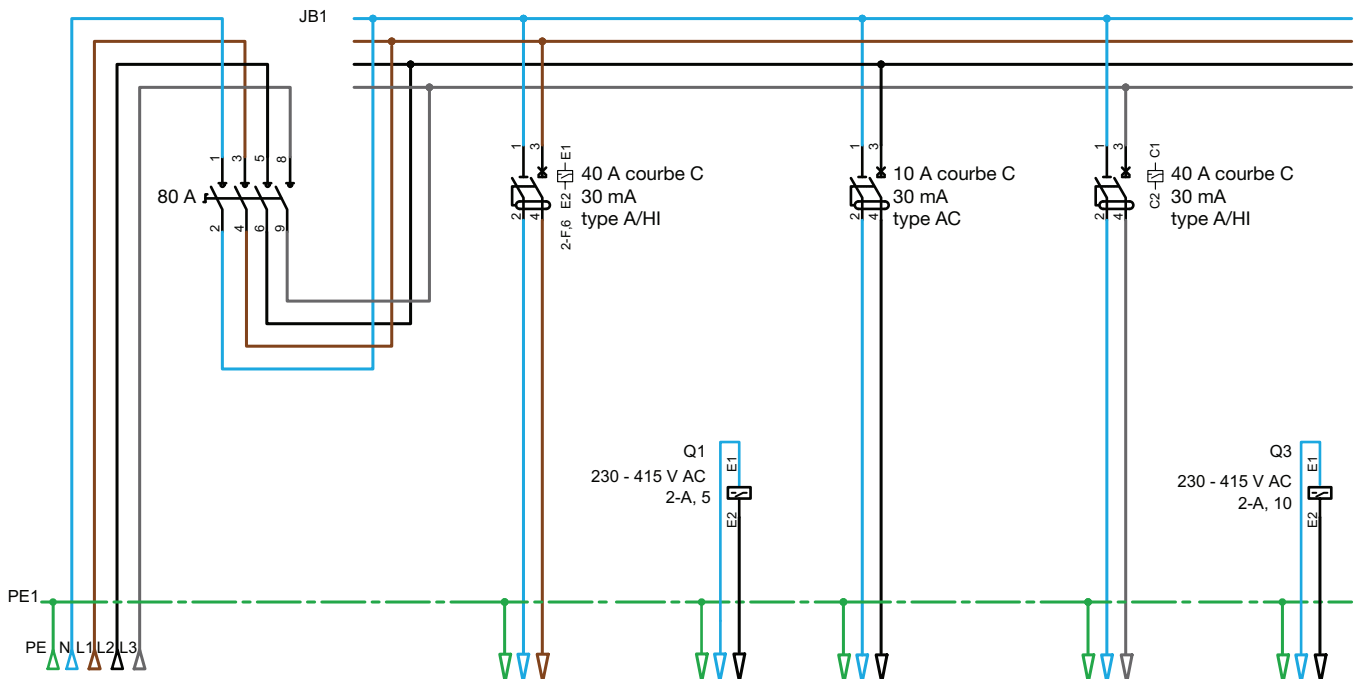 JB1
1
3
5
8
80 A
2
4
6
9
1
3
E2 E1
2-F,6
40 A courbe C
30 mA
type A/HI
2
4
1
3
10 A courbe C
30 mA
type AC
2
4
1
3
C2 C1
40 A courbe C
30 mA
type A/HI
2
4
Q1
230 - 415 V AC
2-A, 5
E1
E2
Q3
230 - 415 V AC
2-A, 10
E1
E2
PE1
PE N L1 L2 L3